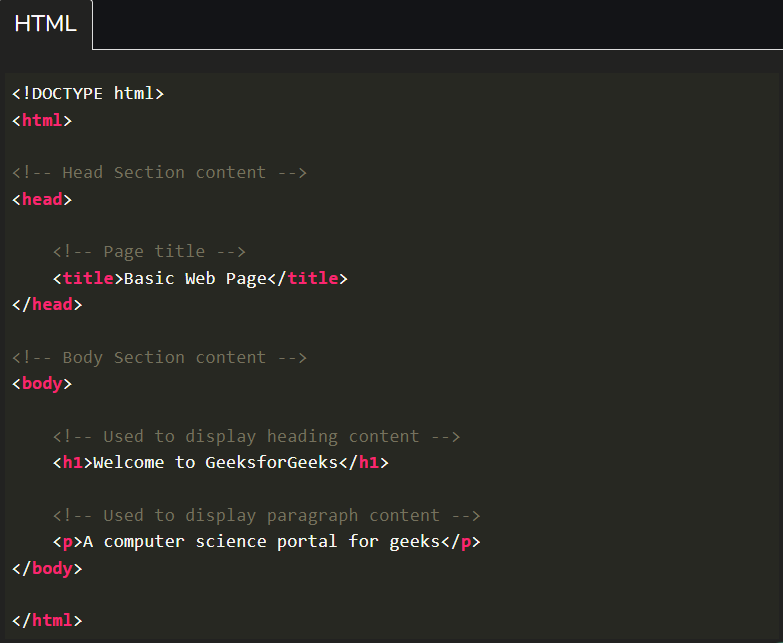 HTML
<!DOCTYPE html>
<html>
<!-- Head Section content -->
<head>
    <!-- Page title -->
    <title>Basic Web Page</title>
</head>
<!-- Body Section content -->
<body>
    <!-- Used to display heading content -->
    <h1>Welcome to GeeksforGeeks</h1>
    <!-- Used to display paragraph content -->
    <p>A computer science portal for geeks</p>
</body>
</html>